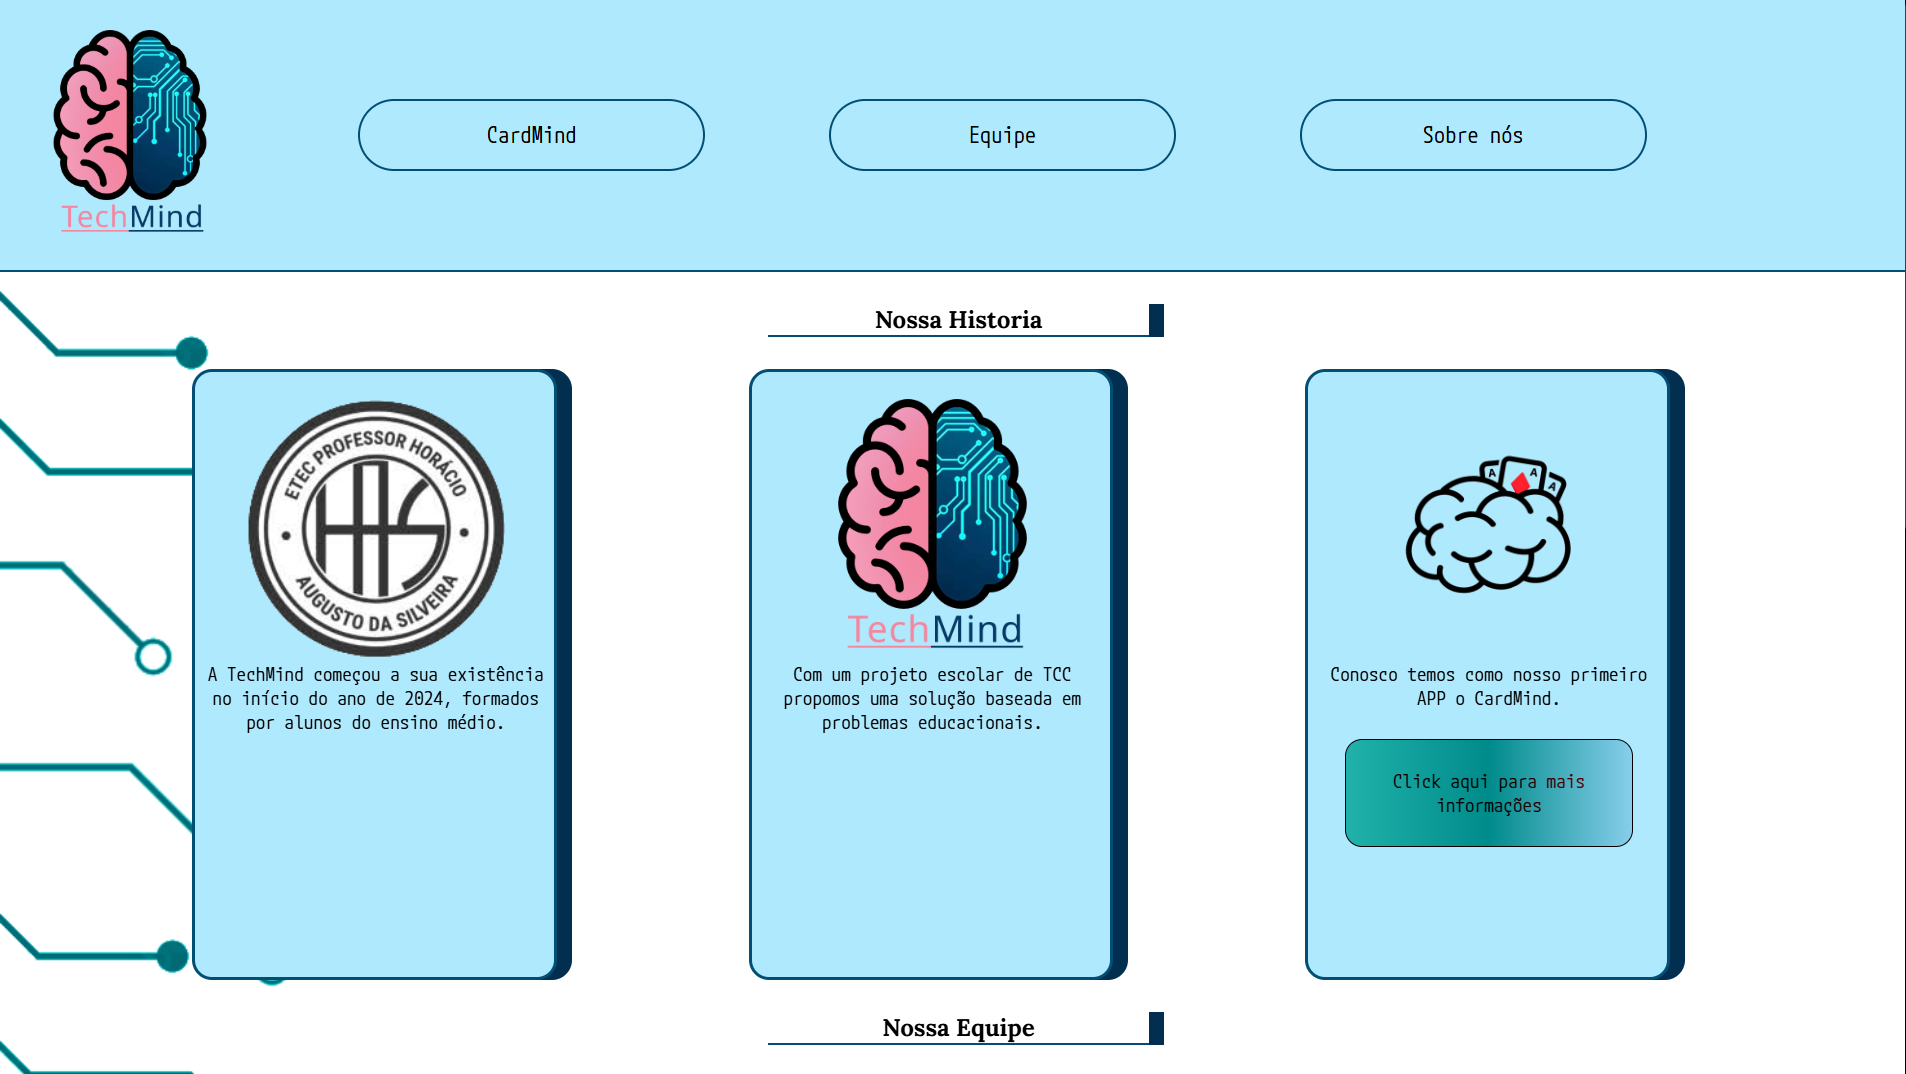 TechMind
CardMind
Equipe
Sobre nós
Nossa Historia
ETEC PROFESSOR HORÁCIO
HAS
AUGUSTO DA SILVEIRA
A TechMind começou a sua existência
no início do ano de 2024, formados
por alunos do ensino médio.
TechMind
Com um projeto escolar de TCC
propomos uma solução baseada em
problemas educacionais.
A A A
Conosco temos como nosso primeiro
APP o CardMind.
Click aqui para mais
informações
Nossa Equipe